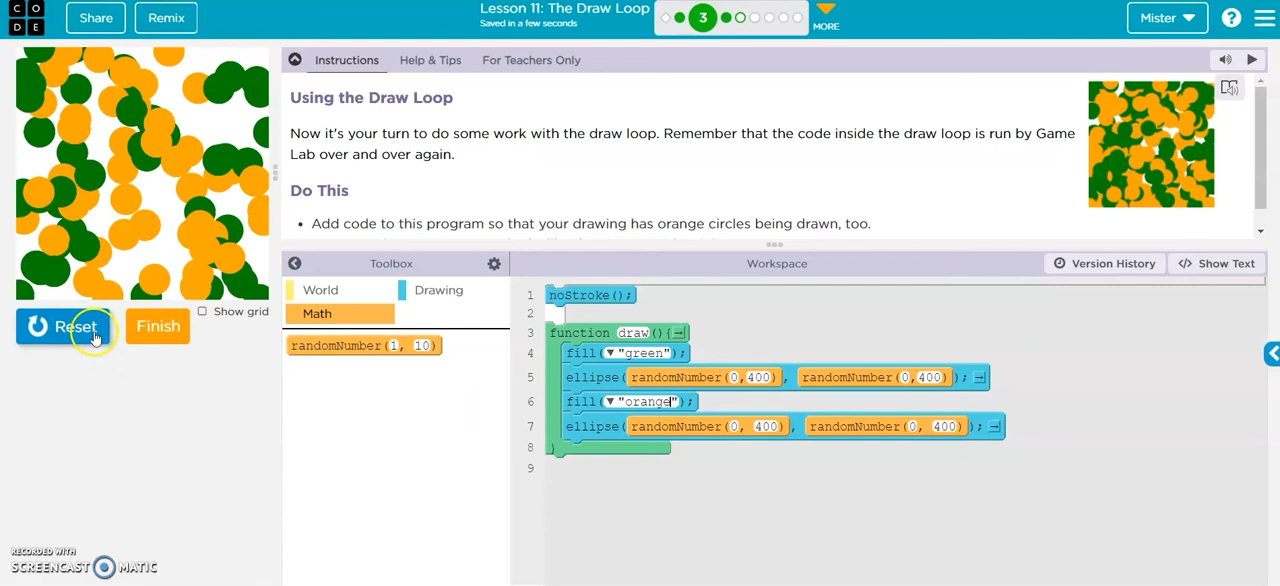 CO
DE
Share
Remix
Lesson 11: The Draw Loop
Saved in a few seconds
3
MORE
Mister
?
Instructions
Help & Tips
For Teachers Only
Using the Draw Loop
Now it's your turn to do some work with the draw loop. Remember that the code inside the draw loop is run by Game
Lab over and over again.
Do This
• Add code to this program so that your drawing has orange circles being drawn, too.
Reset
Finish
Show grid
Toolbox
Workspace
Version History
</> Show Text
World
Drawing
Math
randomNumber(1, 10)
1 noStroke();
2
3 function draw(){
4 fill("green");
5 ellipse(randomNumber(0,400), randomNumber(0,400));
6 fill("orange");
7 ellipse(randomNumber(0, 400), randomNumber(0, 400));
8 }
9
RECORDED WITH
SCREENCAST MATIC